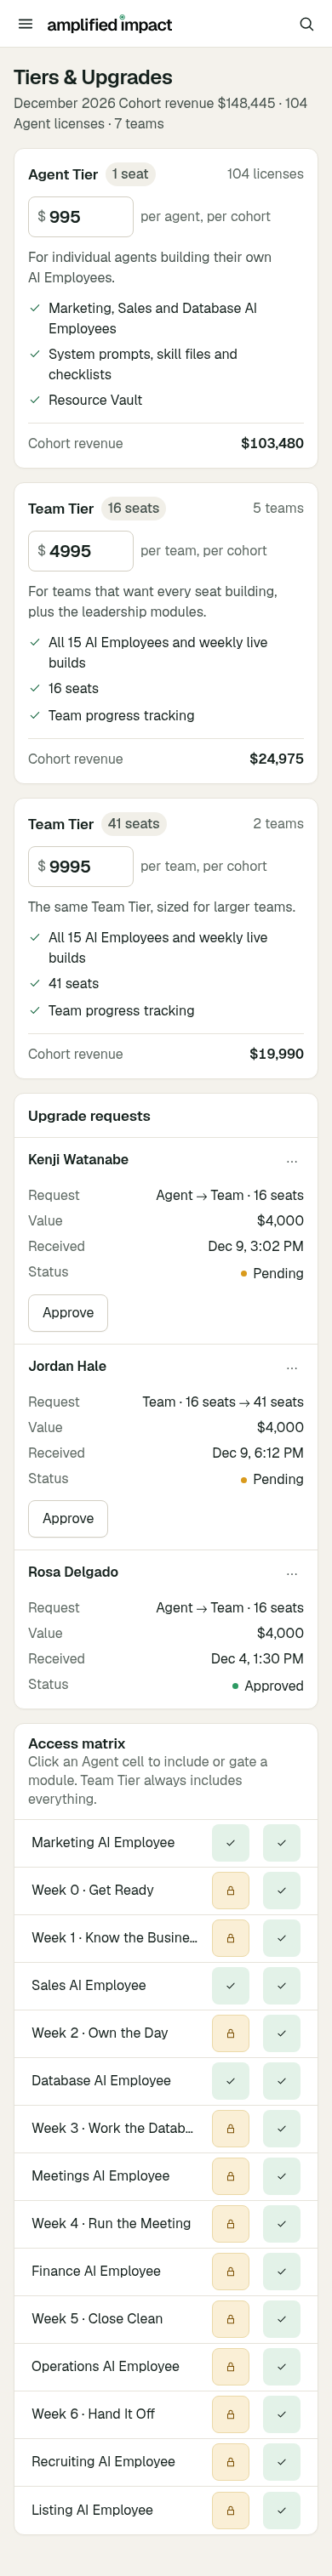 amplified impact
Tiers & Upgrades
December 2026 Cohort revenue $148,445 · 104
Agent licenses · 7 teams
Agent Tier 1 seat 104 licenses
$ 995 per agent, per cohort
For individual agents building their own
AI Employees.
Marketing, Sales and Database AI
Employees
System prompts, skill files and
checklists
Resource Vault
Cohort revenue $103,480
Team Tier 16 seats 5 teams
$ 4995 per team, per cohort
For teams that want every seat building,
plus the leadership modules.
All 15 AI Employees and weekly live
builds
16 seats
Team progress tracking
Cohort revenue $24,975
Team Tier 41 seats 2 teams
$ 9995 per team, per cohort
The same Team Tier, sized for larger teams.
All 15 AI Employees and weekly live
builds
41 seats
Team progress tracking
Cohort revenue $19,990
Upgrade requests
Kenji Watanabe ...
Request Agent → Team · 16 seats
Value $4,000
Received Dec 9, 3:02 PM
Status Pending
Approve
Jordan Hale ...
Request Team · 16 seats → 41 seats
Value $4,000
Received Dec 9, 6:12 PM
Status Pending
Approve
Rosa Delgado ...
Request Agent → Team · 16 seats
Value $4,000
Received Dec 4, 1:30 PM
Status Approved
Access matrix
Click an Agent cell to include or gate a
module. Team Tier always includes
everything.
Marketing AI Employee
Week 0 · Get Ready
Week 1 · Know the Busine...
Sales AI Employee
Week 2 · Own the Day
Database AI Employee
Week 3 · Work the Datab...
Meetings AI Employee
Week 4 · Run the Meeting
Finance AI Employee
Week 5 · Close Clean
Operations AI Employee
Week 6 · Hand It Off
Recruiting AI Employee
Listing AI Employee